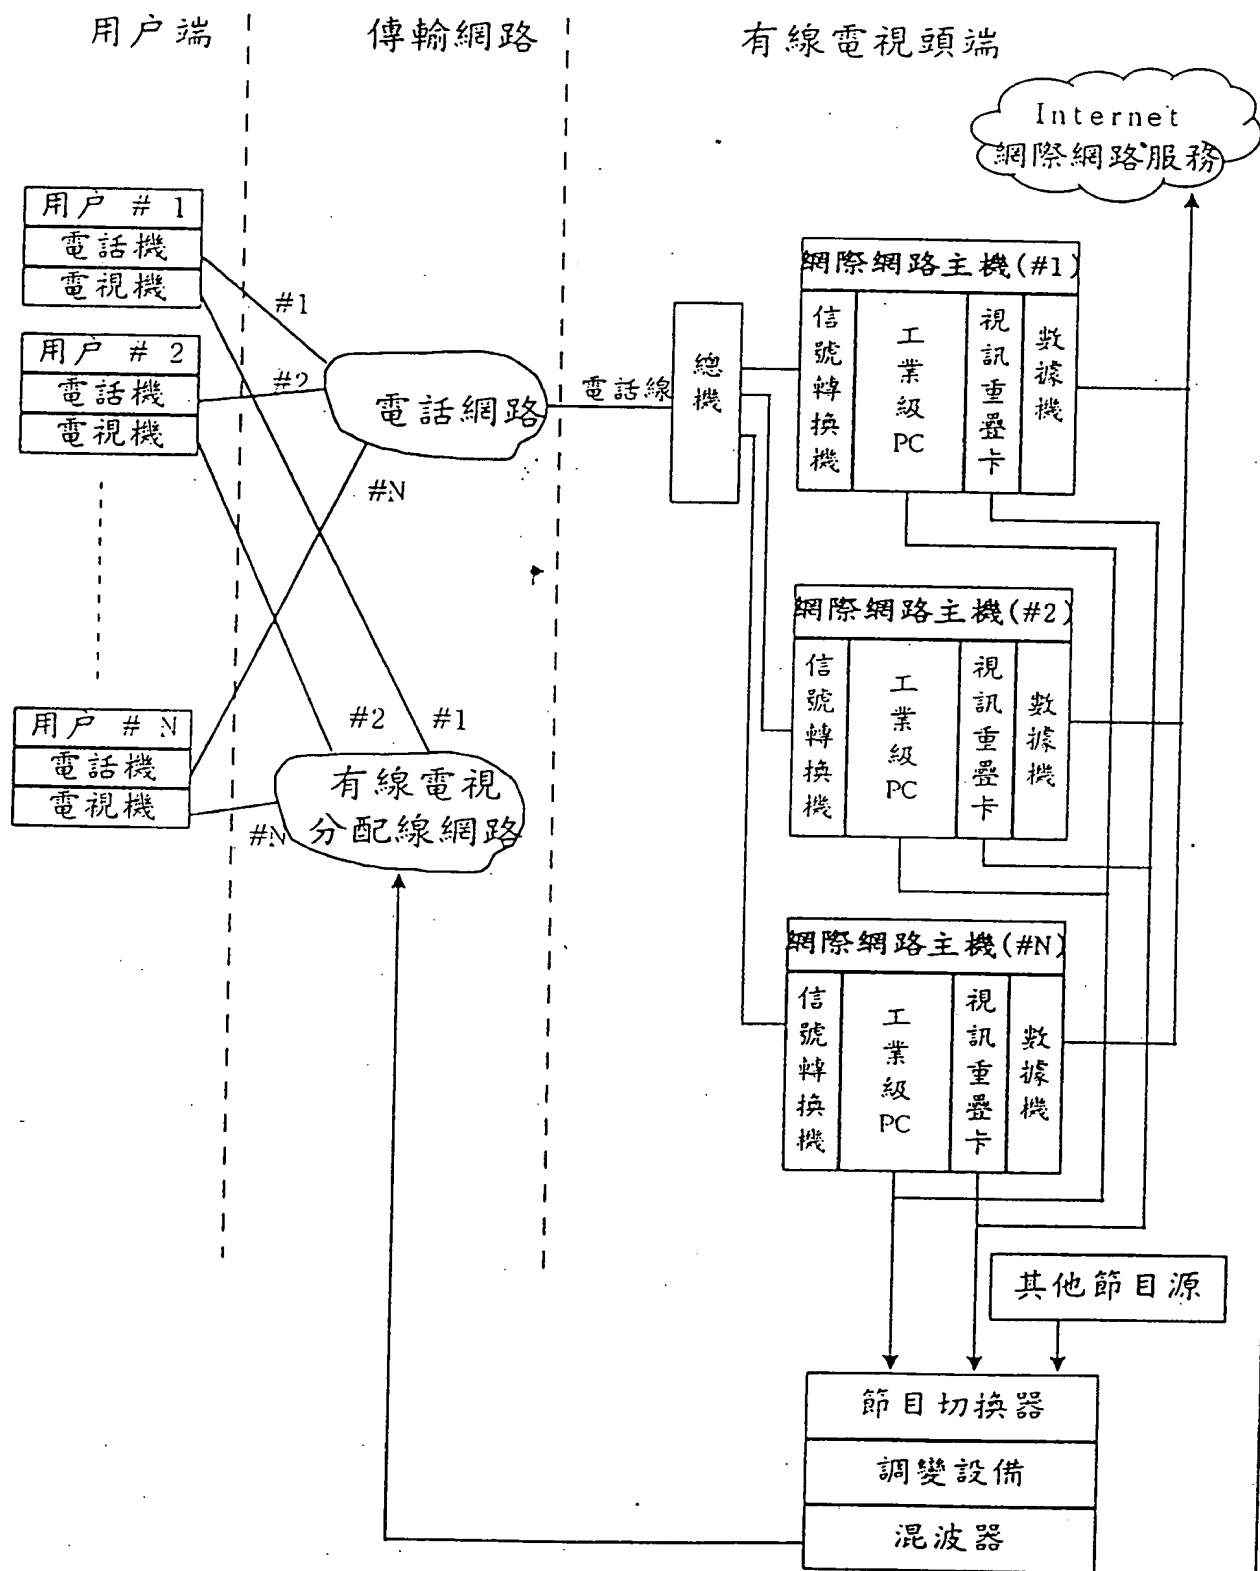 用户端
傳輸網路
有線電視頭端
Internet
網際網路服務
用户 # 1
電話機
電視機
用户 # 2
電話機
電視機
用户 # N
電話機
電視機
#1
#2
#N
電話網路
電話線
總機
#2
#1
#N
有線電視
分配線網路
網際網路主機(#1)
信號轉換機
工業級PC
視訊重疊卡
數據機
網際網路主機(#2)
信號轉換機
工業級PC
視訊重疊卡
數據機
網際網路主機(#N)
信號轉換機
工業級PC
視訊重疊卡
數據機
其他節目源
節目切換器
調變設備
混波器